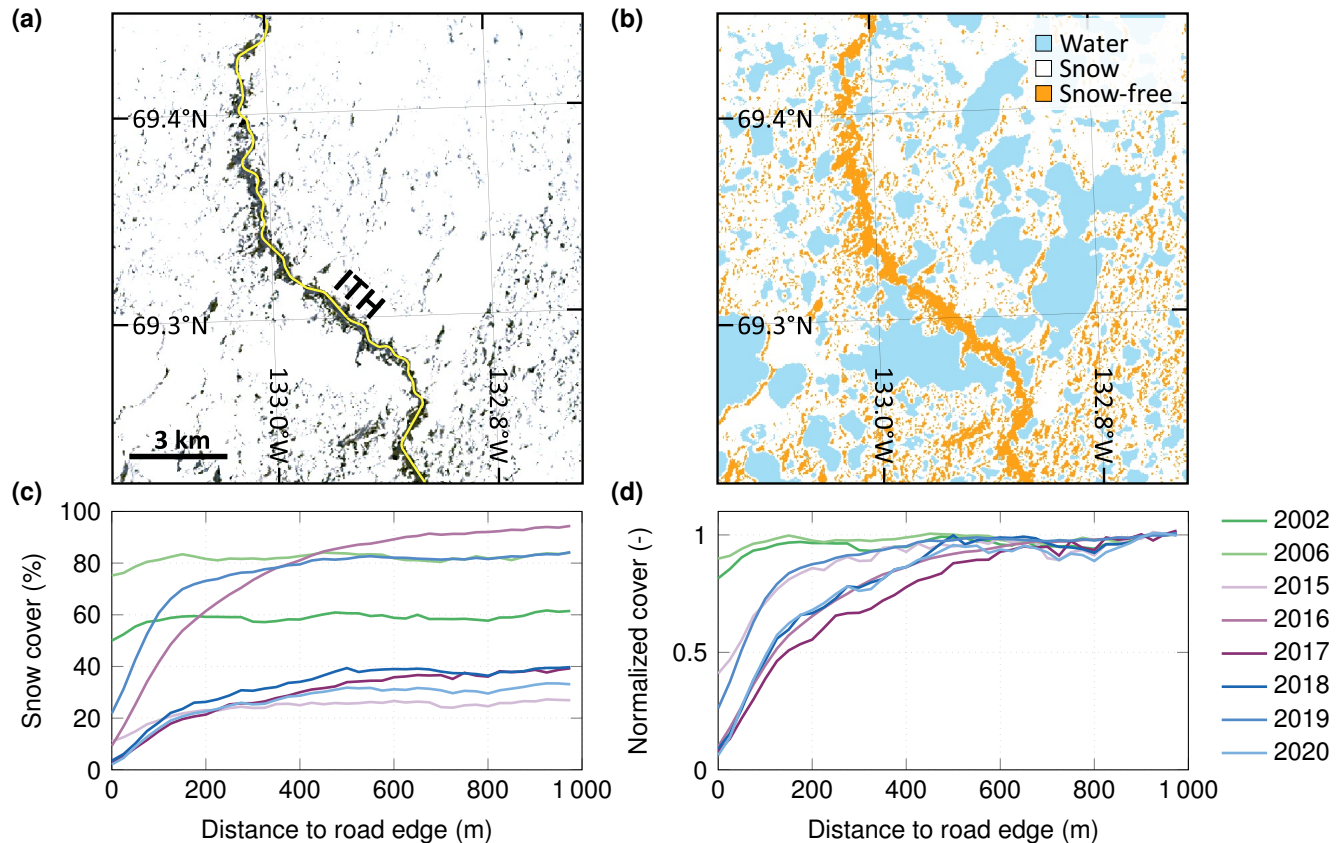 (a)
69.4°N
69.3°N
ITH
133.0°W
132.8°W
3 km
(b)
Water
Snow
Snow-free
69.4°N
69.3°N
133.0°W
132.8°W
(c)
100
80
60
40
20
0
Snow cover (%)
0
200
400
600
800
1 000
Distance to road edge (m)
(d)
1
0.5
0
Normalized cover (-)
0
200
400
600
800
1 000
Distance to road edge (m)
2002
2006
2015
2016
2017
2018
2019
2020